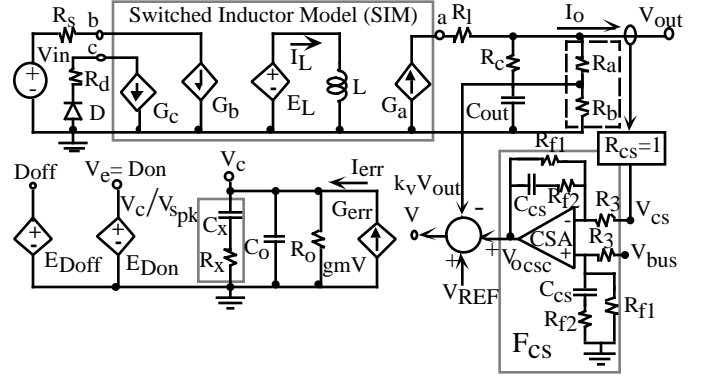 Switched Inductor Model (SIM)
Rs
b
Vin
c
Rd
D
Gc
Gb
EL
IL
L
Ga
a
Rl
Io
Vout
Rc
Cout
Ra
Rb
Rcs=1
Doff
Ve= Don
Vc/Vspk
EDoff
EDon
Vc
Cx
Rx
Co
Ro
Ierr
Gerr
gmV
kvVout
V
VREF
Vocsc
Rf1
Ccs
Rf2
CSA
R3
Vcs
R3
Vbus
Ccs
Rf2
Rf1
Fcs